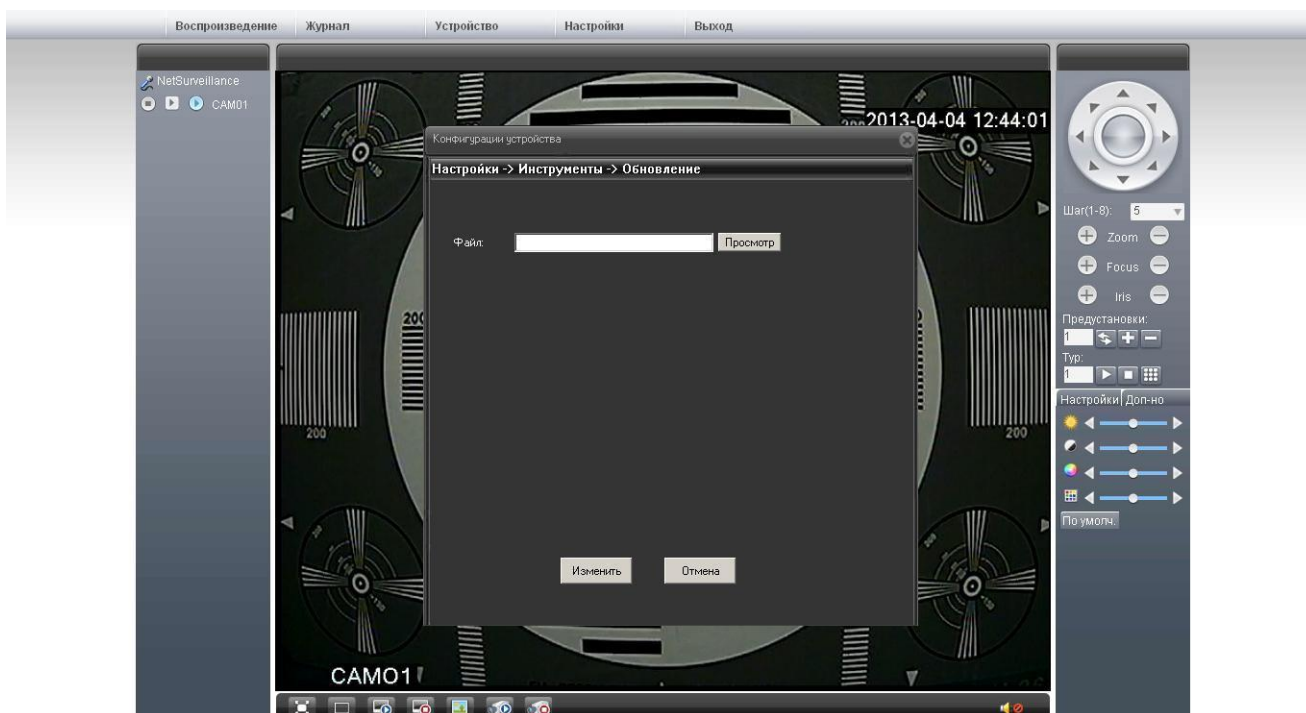 Воспроизведение Журнал Устройство Настройки Выход
NetSurveillance
CAM01
2013-04-04 12:44:01
Конфигурации устройства
Настройки -> Инструменты -> Обновление
Файл: Просмотр
Изменить Отмена
200
200
200
200
CAM01
Шаг(1-8): 5
Zoom
Focus
Iris
Предустановки:
1
Тур:
1
Настройки Доп-но
По умолч.